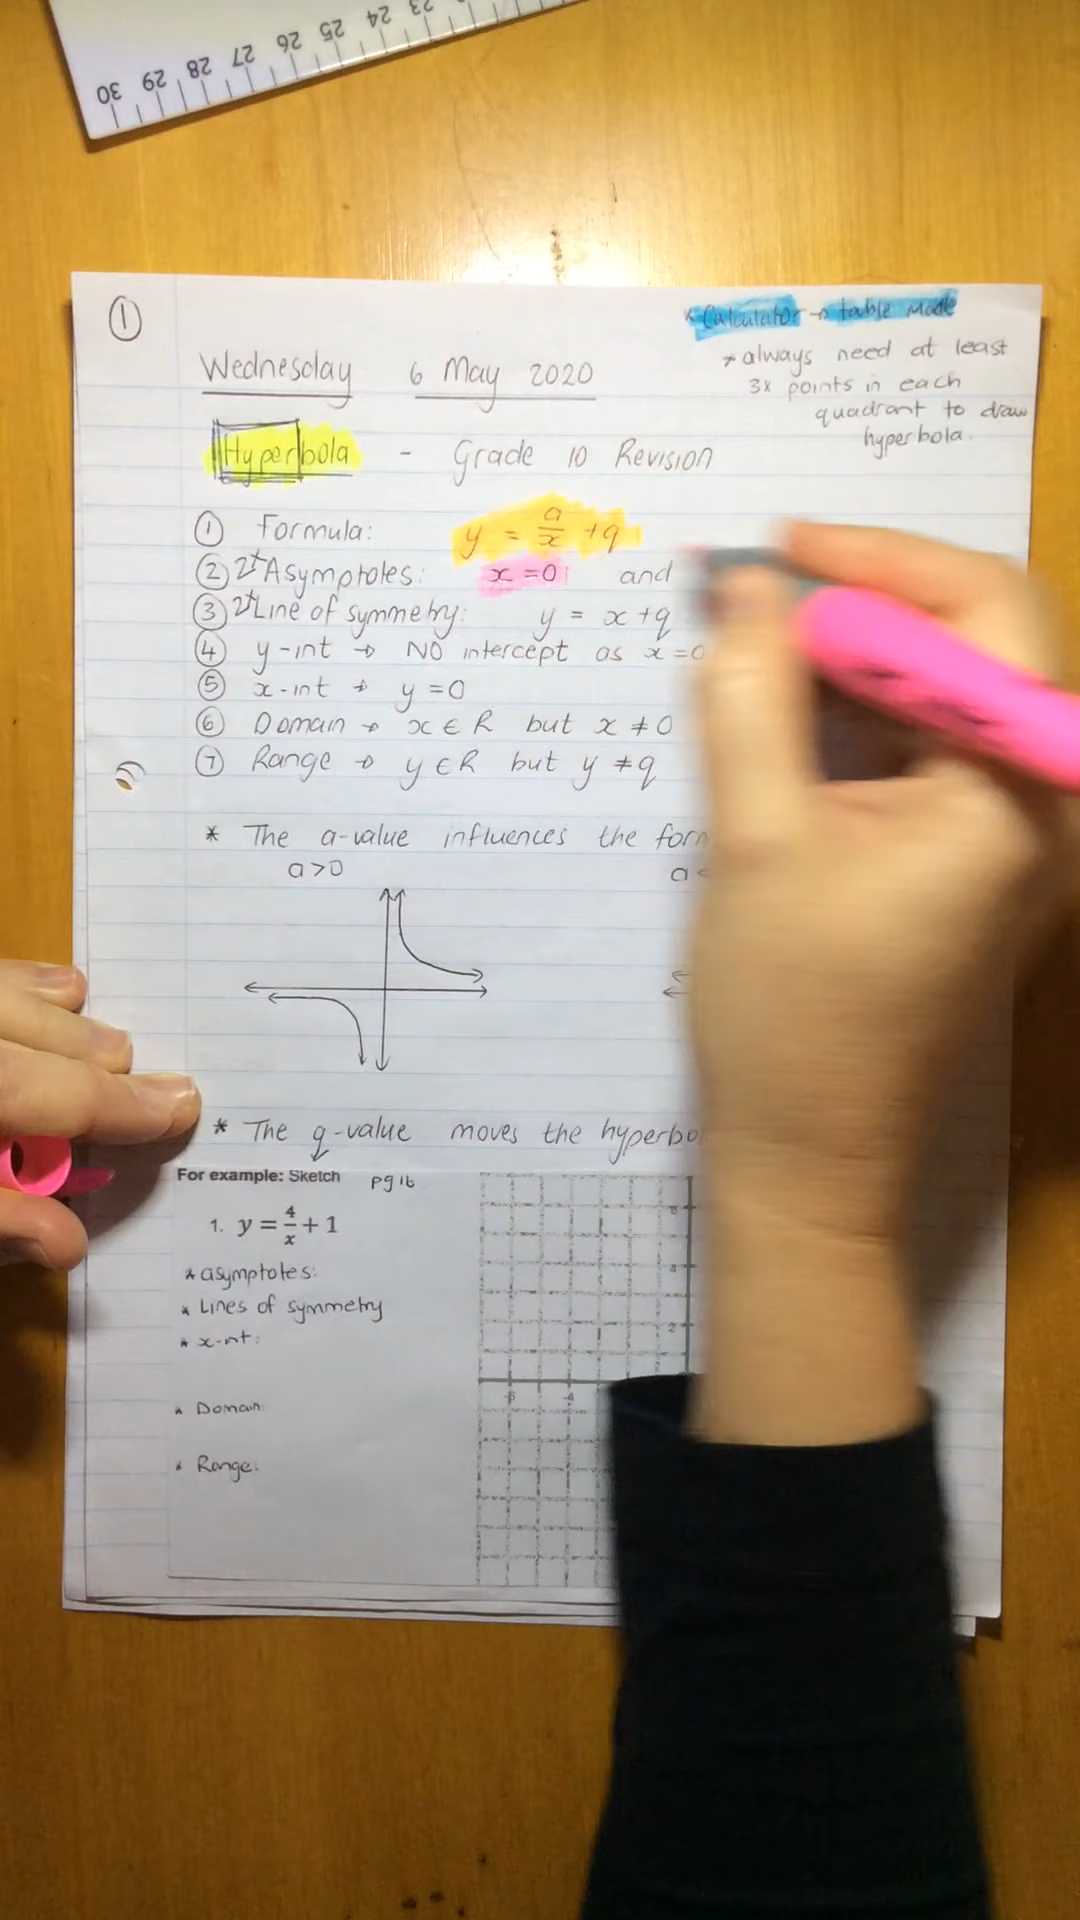 30 29 28 27 26 25 24 23
①
* Calculator → table mode
* always need at least
3x points in each
quadrant to draw
hyperbola.
Wednesday 6 May 2020
Hyperbola - Grade 10 Revision
① Formula: y = a/x + q
② 2x Asymptotes: x = 0 and
③ 2x Line of symmetry: y = x + q
④ y-int → NO intercept as x = 0
⑤ x-int → y = 0
⑥ Domain → x ∈ R but x ≠ 0
⑦ Range → y ∈ R but y ≠ q
* The a-value influences the form
a > 0 a <
* The q-value moves the
For example: Sketch pg 16
1. y = 4/x + 1
* asymptotes:
* Lines of symmetry
* x-int:
* Domain:
* Range:
4
2
-4